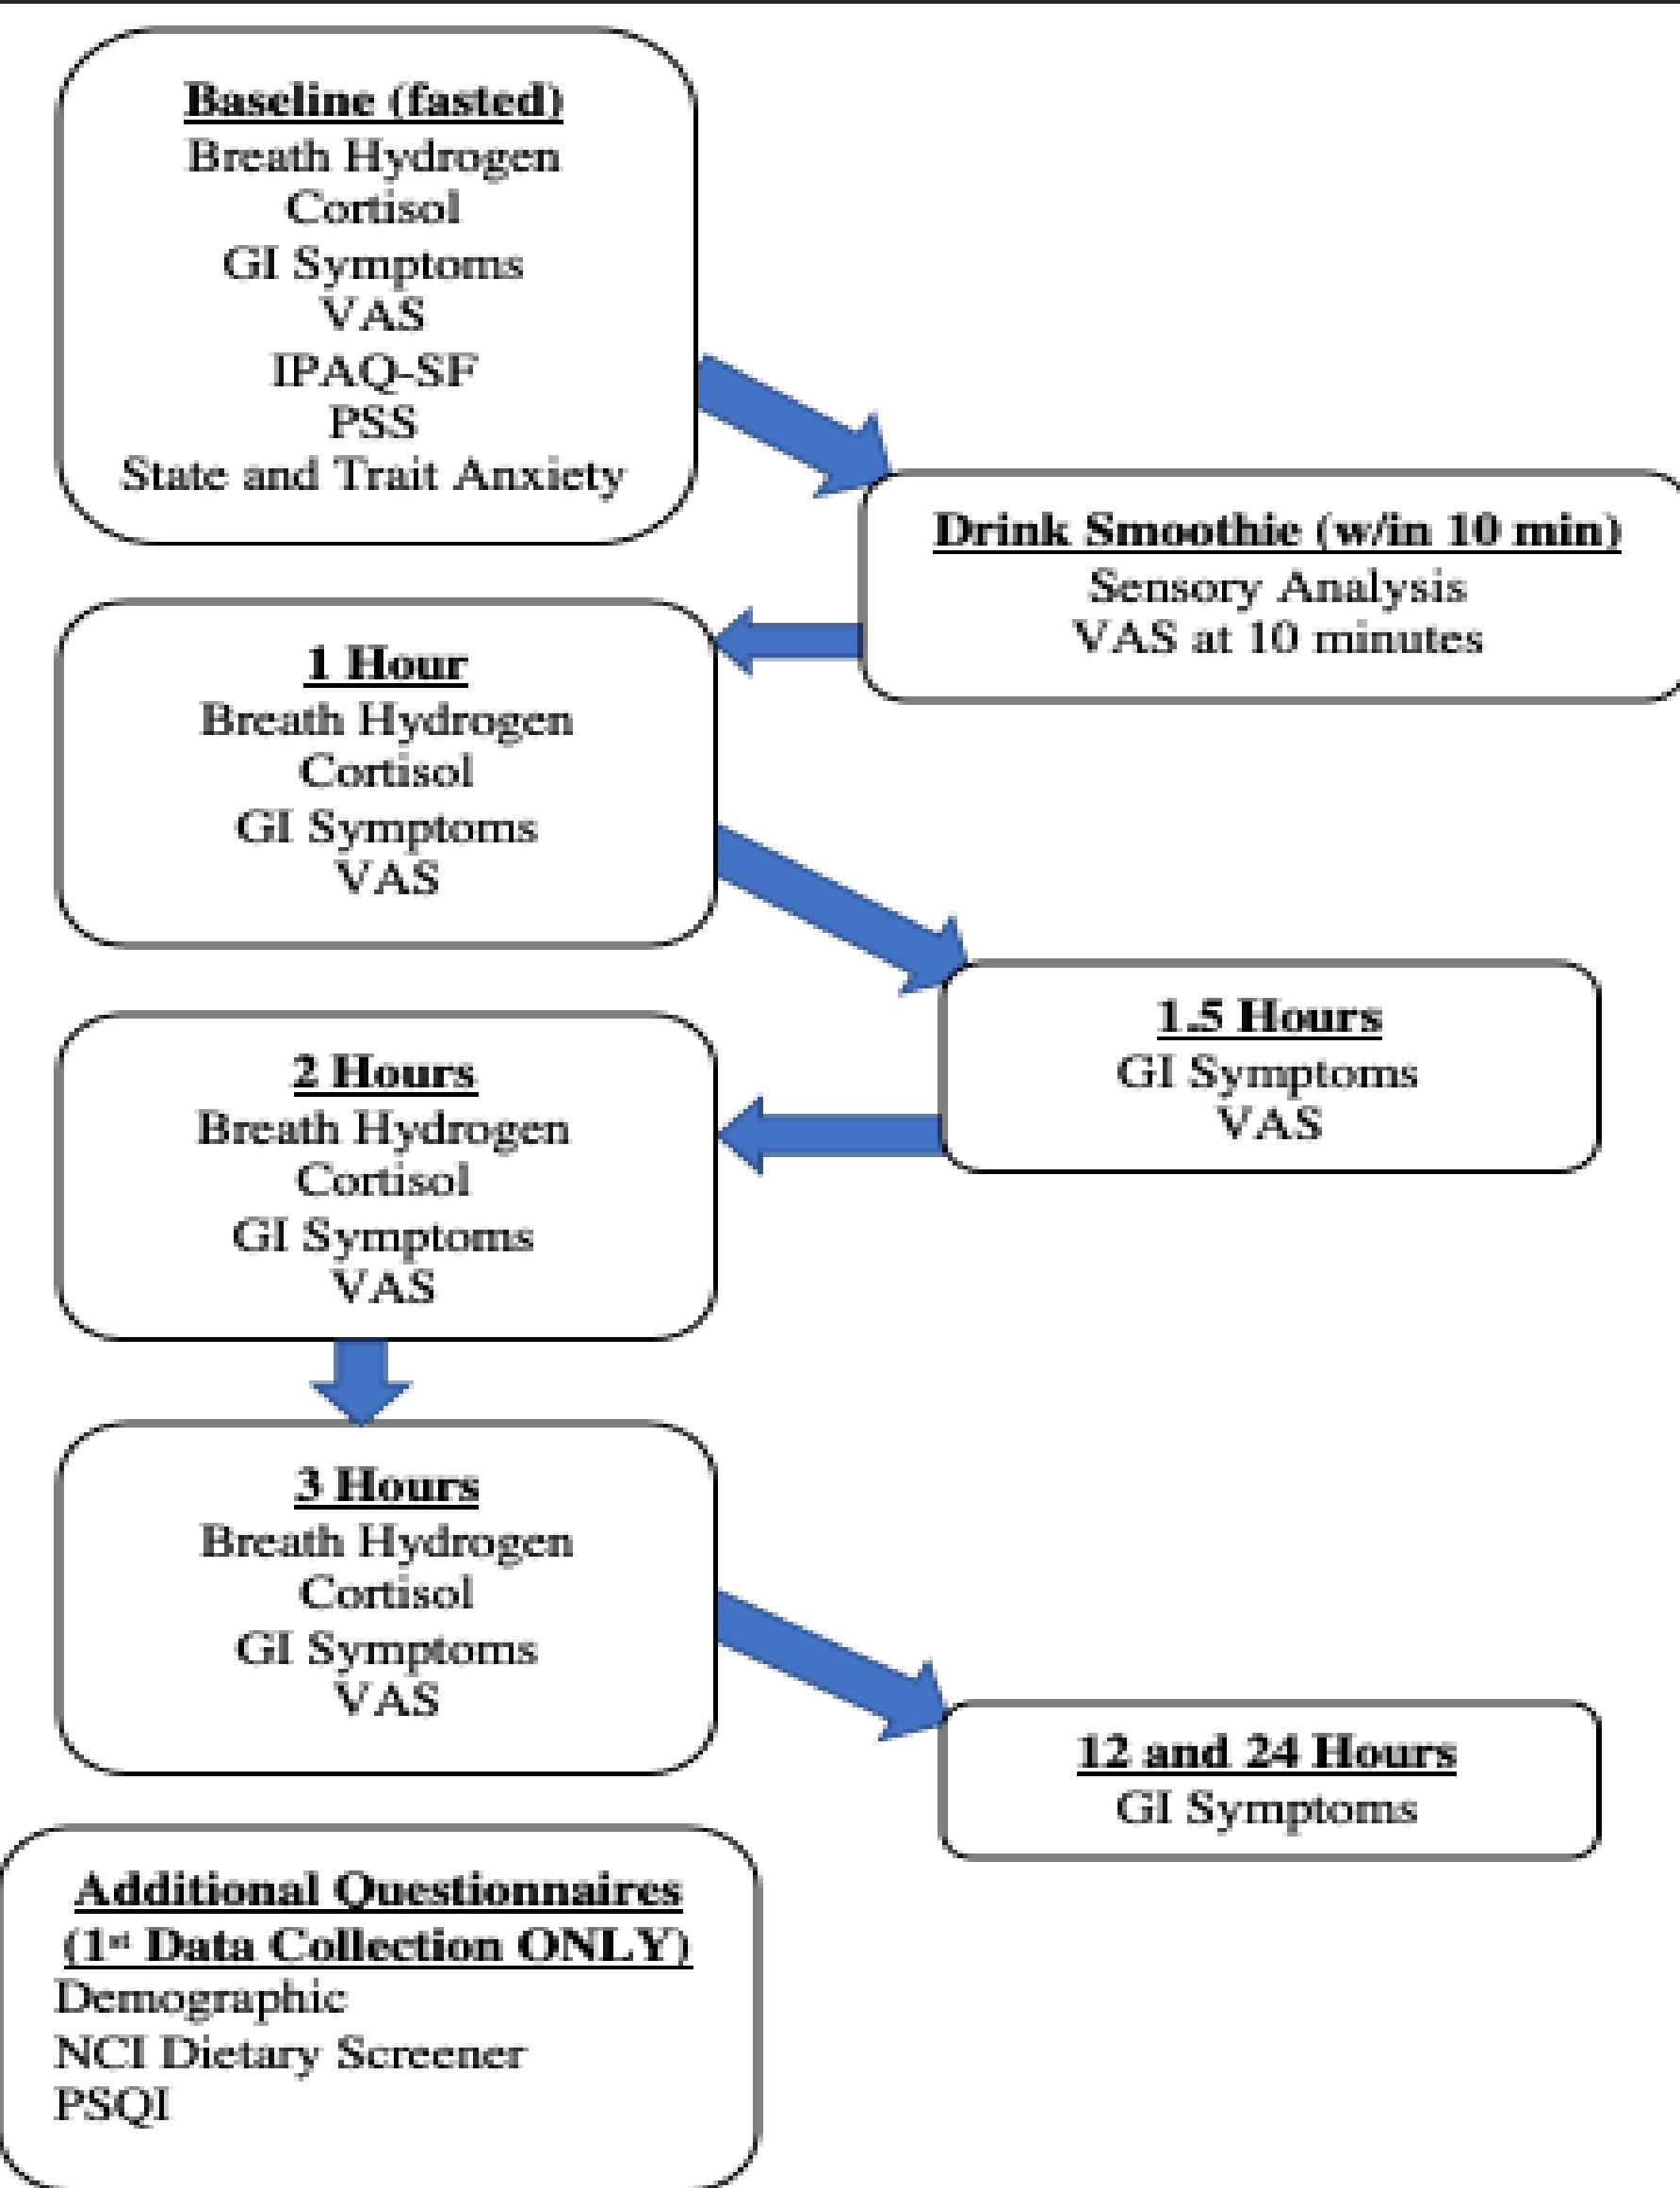 Baseline (fasted)
Breath Hydrogen
Cortisol
GI Symptoms
VAS
IPAQ-SF
PSS
State and Trait Anxiety
Drink Smoothie (w/in 10 min)
Sensory Analysis
VAS at 10 minutes
1 Hour
Breath Hydrogen
Cortisol
GI Symptoms
VAS
1.5 Hours
GI Symptoms
VAS
2 Hours
Breath Hydrogen
Cortisol
GI Symptoms
VAS
3 Hours
Breath Hydrogen
Cortisol
GI Symptoms
VAS
12 and 24 Hours
GI Symptoms
Additional Questionnaires
(1st Data Collection ONLY)
Demographic
NCI Dietary Screener
PSQI